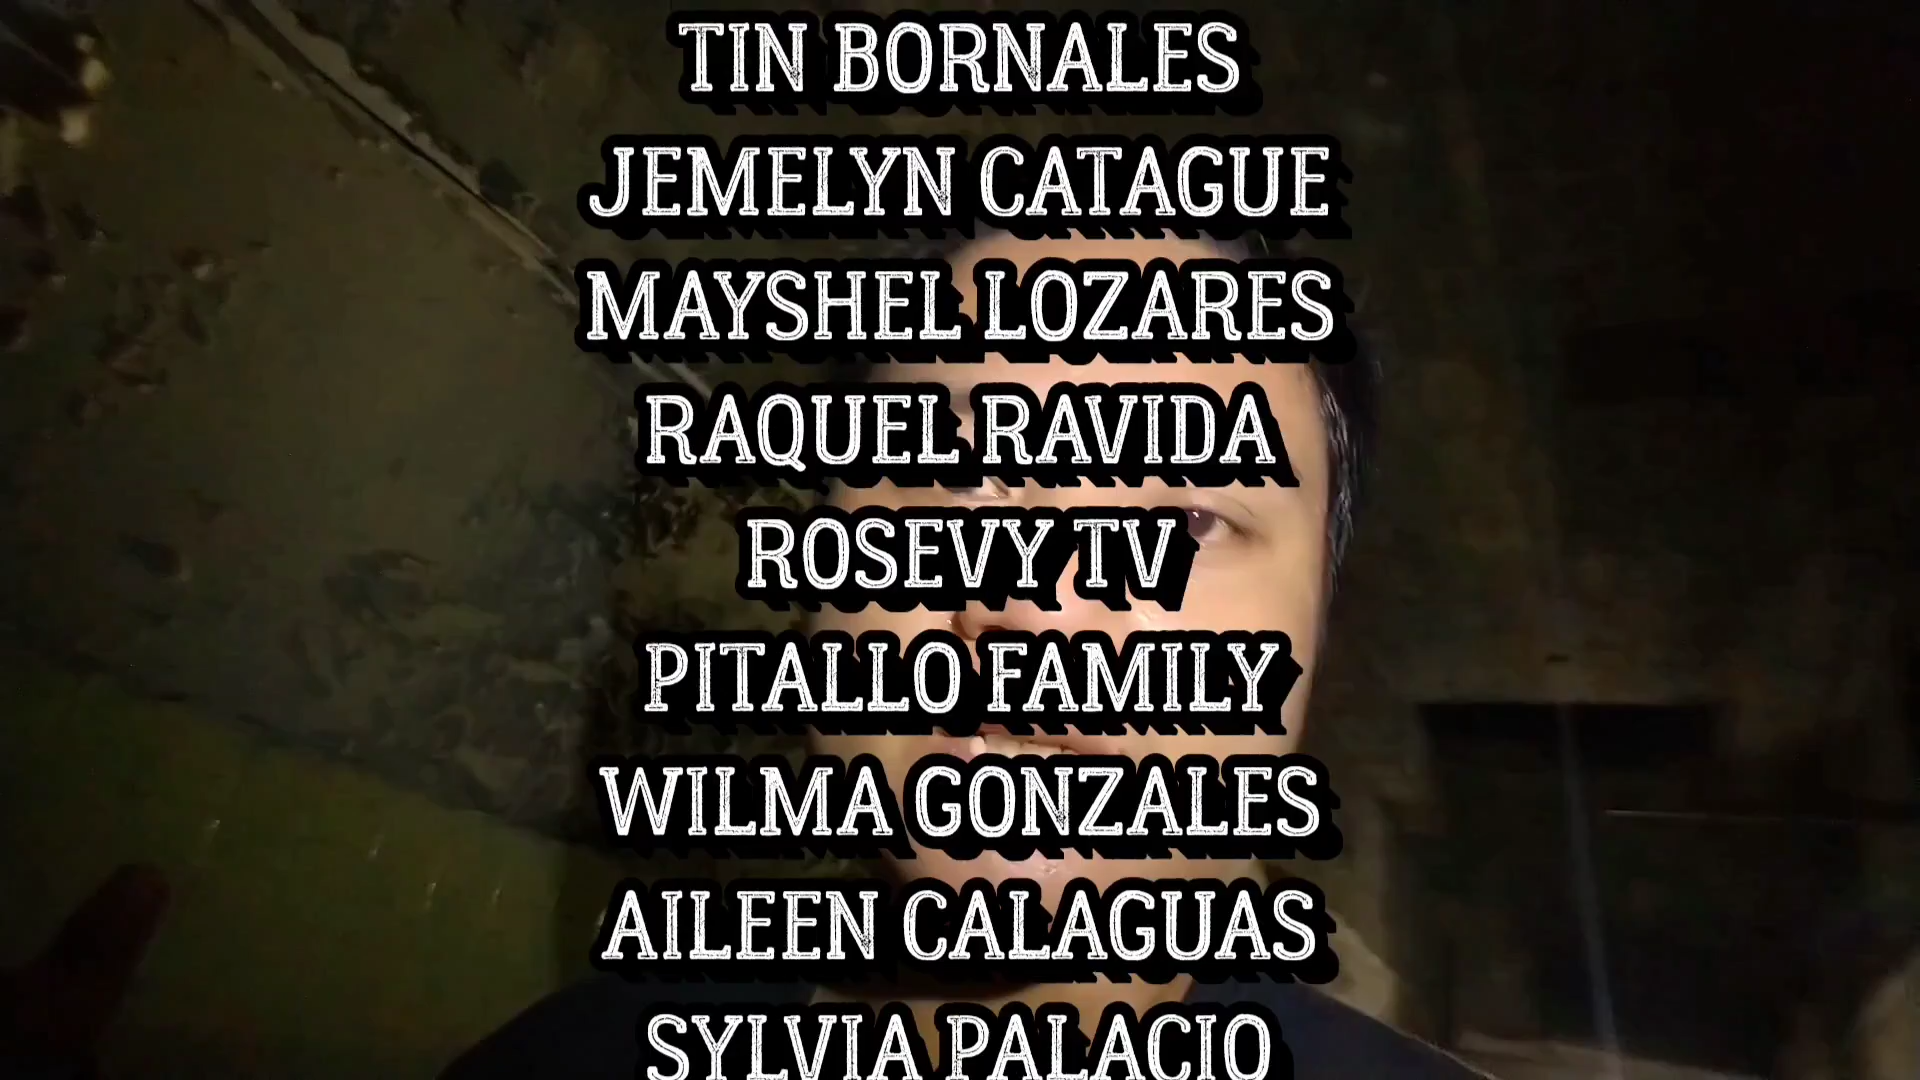 TIN BORNALES
JEMELYN CATAGUE
MAYSHEL LOZARES
RAQUEL RAVIDA
ROSEVY TV
PITALLO FAMILY
WILMA GONZALES
AILEEN CALAGUAS
SYLVIA PALACIO